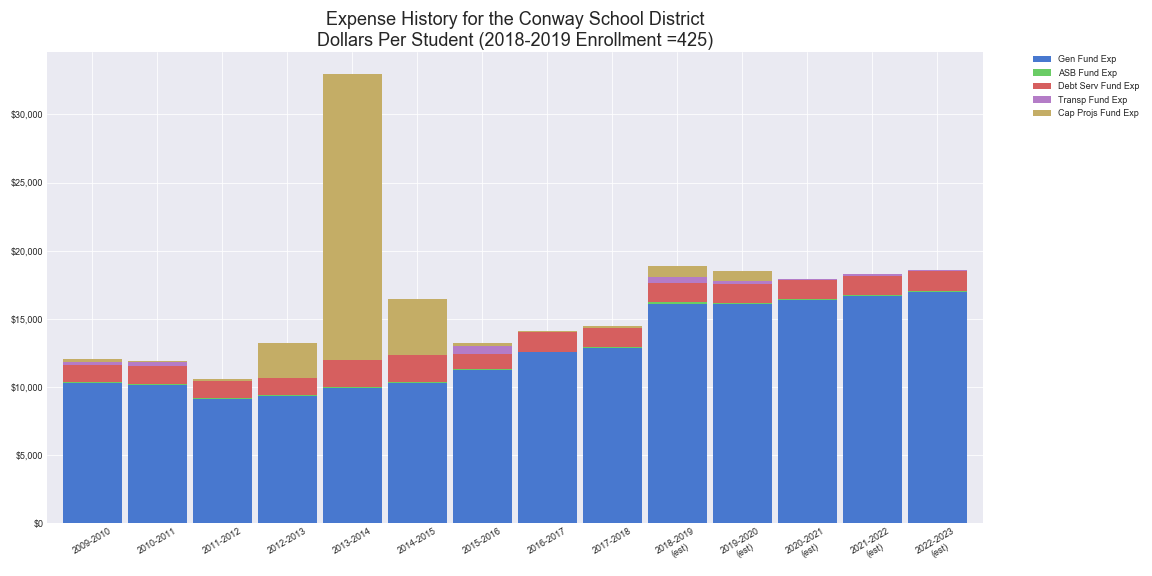 Expense History for the Conway School District
Dollars Per Student (2018-2019 Enrollment =425)
Gen Fund Exp
ASB Fund Exp
Debt Serv Fund Exp
Transp Fund Exp
Cap Projs Fund Exp
$30,000
$25,000
$20,000
$15,000
$10,000
$5,000
$0
2009-2010
2010-2011
2011-2012
2012-2013
2013-2014
2014-2015
2015-2016
2016-2017
2017-2018
2018-2019
(est)
2019-2020
(est)
2020-2021
(est)
2021-2022
(est)
2022-2023
(est)